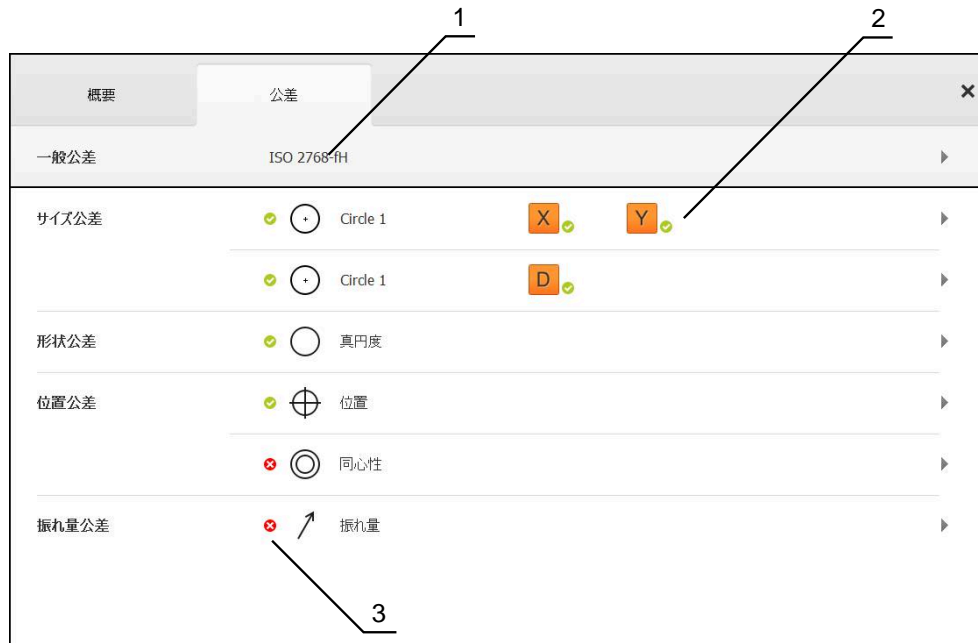 1
2
概要 公差 ×
一般公差 ISO 2768-fH
サイズ公差 Circle 1 X Y
Circle 1 D
形状公差 真円度
位置公差 位置
同心性
振れ量公差 振れ量
3